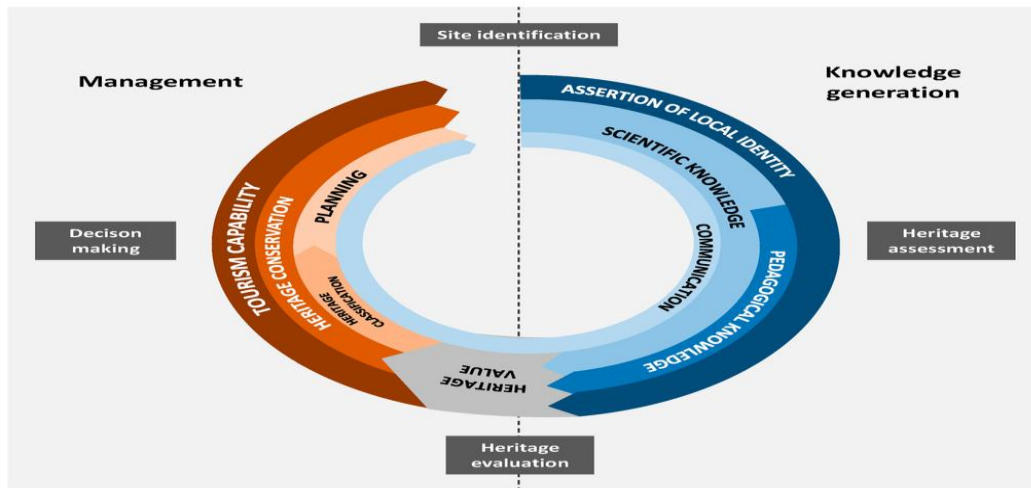 Site identification
Management
Knowledge
generation
ASSERTION OF LOCAL IDENTITY
SCIENTIFIC KNOWLEDGE
COMMUNICATION
PEDAGOGICAL KNOWLEDGE
PLANNING
TOURISM CAPABILITY
HERITAGE CONSERVATION
HERITAGE
CLASSIFICATION
Decison
making
Heritage
assessment
HERITAGE
VALUE
Heritage
evaluation